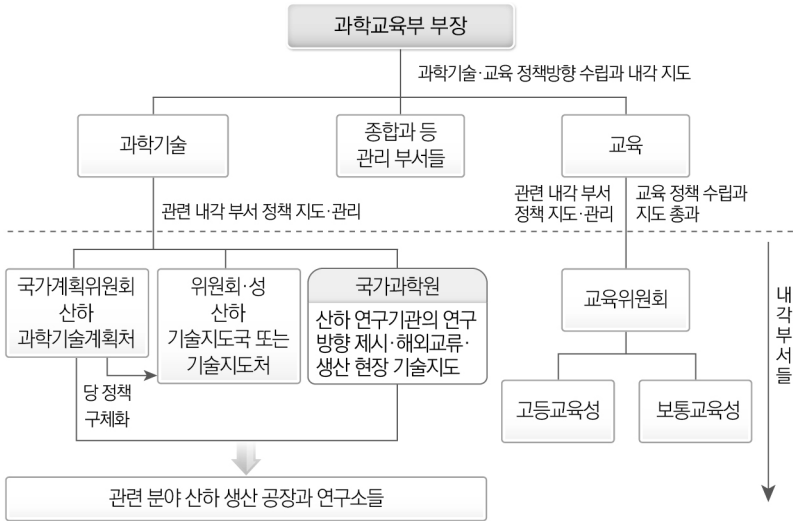 과학교육부 부장
과학기술·교육 정책방향 수립과 내각 지도
과학기술
종합과 등
관리 부서들
교육
관련 내각 부서 정책 지도·관리
관련 내각 부서
정책 지도·관리
교육 정책 수립과
지도 총과
국가계획위원회
산하
과학기술계획처
위원회·성
산하
기술지도국 또는
기술지도처
국가과학원
산하 연구기관의 연구
방향 제시·해외교류·
생산 현장 기술지도
교육위원회
내각부서들
당 정책
구체화
고등교육성
보통교육성
관련 분야 산하 생산 공장과 연구소들